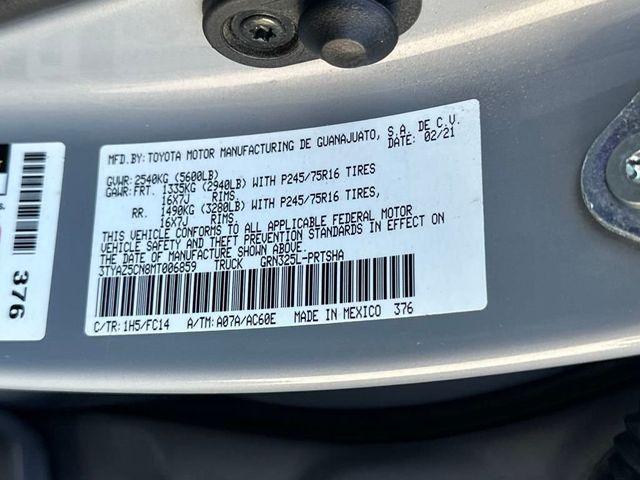 MFD.BY: TOYOTA MOTOR MANUFACTURING DE GUANAJUATO, S.A. DE C.V.
DATE: 02/21
GVWR: 2540KG (5600LB)
GAWR: FRT. 1335KG (2940LB) WITH P245/75R16 TIRES
16X7J RIMS,
RR. 1490KG (3280LB) WITH P245/75R16 TIRES,
16X7J RIMS,
THIS VEHICLE CONFORMS TO ALL APPLICABLE FEDERAL MOTOR
VEHICLE SAFETY AND THEFT PREVENTION STANDARDS IN EFFECT ON
THE DATE OF MANUFACTURE SHOWN ABOVE.
3TYAZ5CN8MT006859 TRUCK GRN325L-PRTSHA
C/TR: 1H5/FC14 A/TM: A07A/AC60E MADE IN MEXICO 376
376